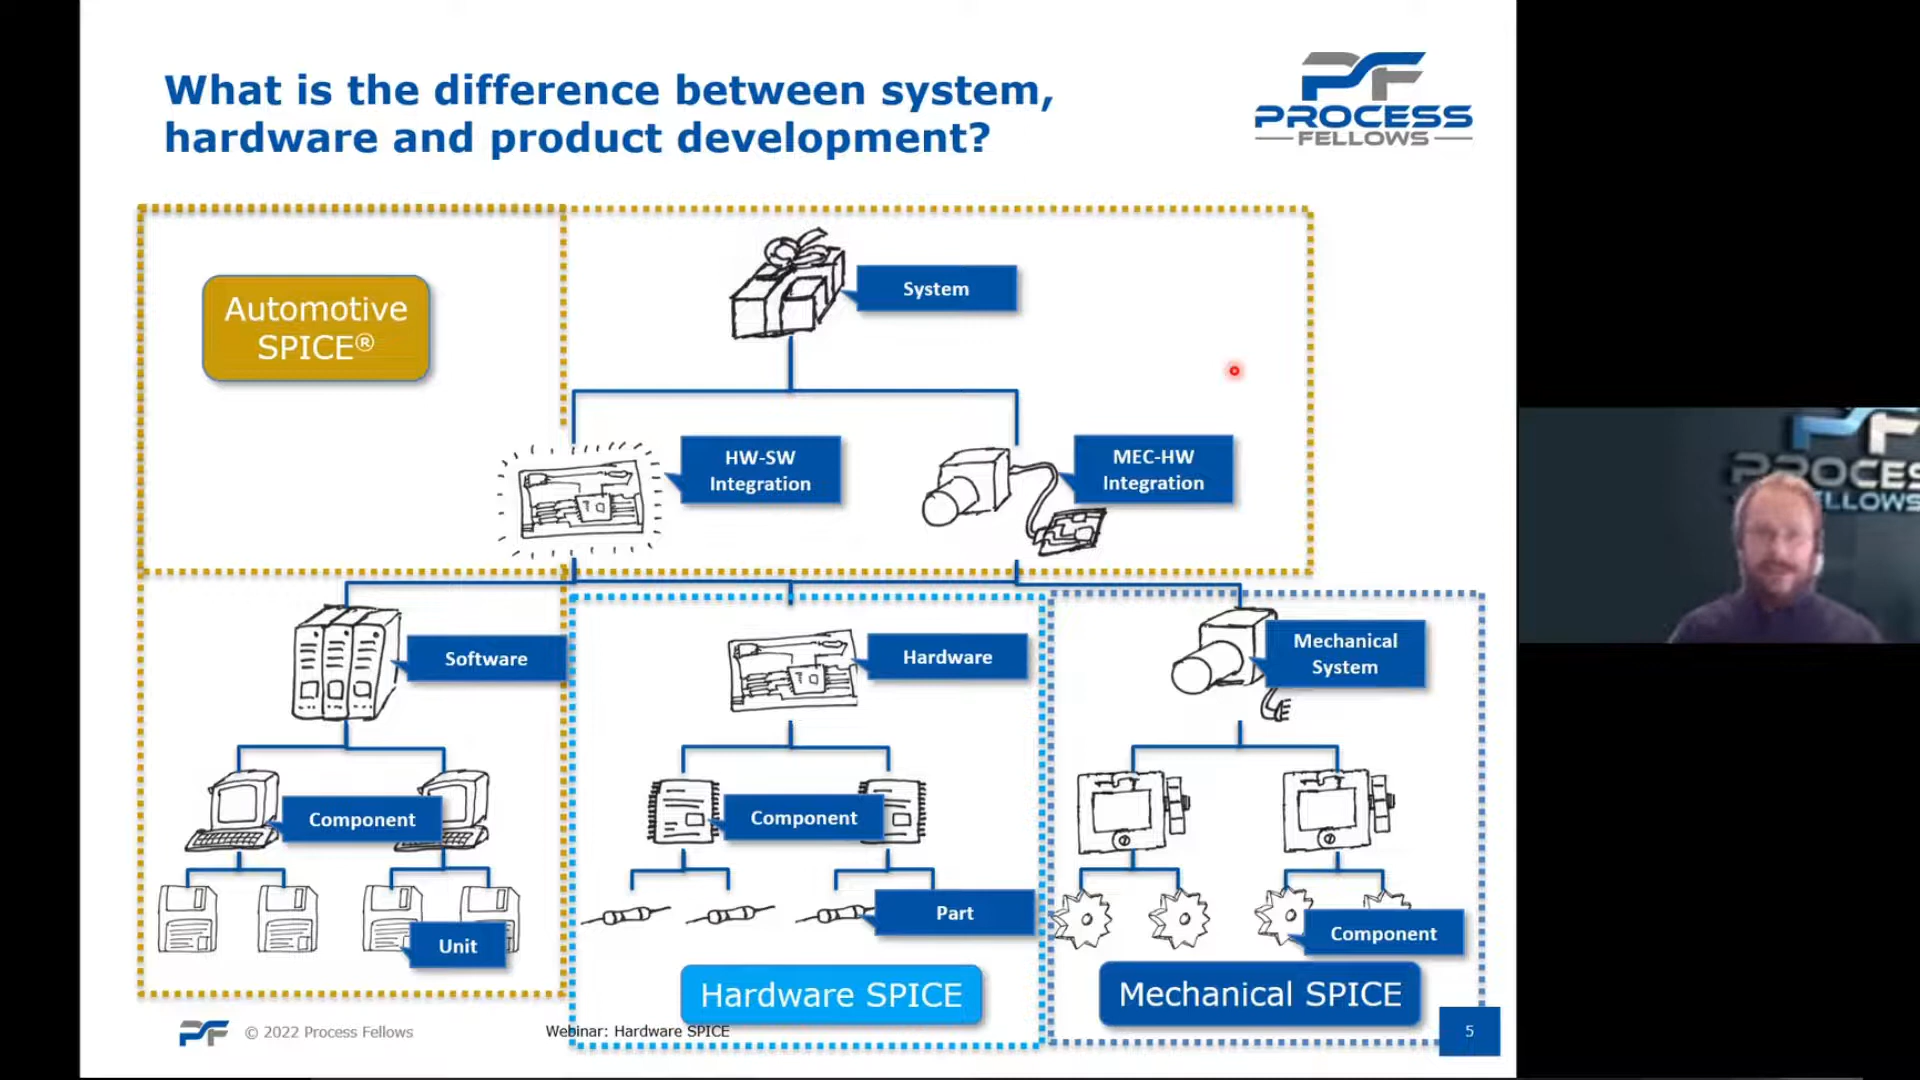 What is the difference between system,
hardware and product development?
PROCESS
FELLOWS
Automotive
SPICE®
System
HW-SW
Integration
MEC-HW
Integration
PROCES
ELLOWS
Software
Hardware
Mechanical
System
Component
Component
Unit
Part
Component
Hardware SPICE
Mechanical SPICE
© 2022 Process Fellows
Webinar: Hardware SPICE
5